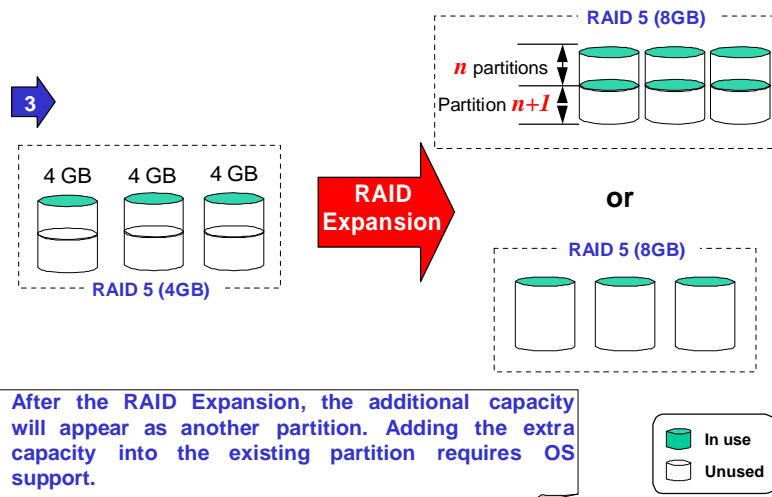 3
4 GB 4 GB 4 GB
RAID 5 (4GB)
RAID
Expansion
RAID 5 (8GB)
n partitions
Partition n+1
or
RAID 5 (8GB)
After the RAID Expansion, the additional capacity
will appear as another partition. Adding the extra
capacity into the existing partition requires OS
support.
In use
Unused